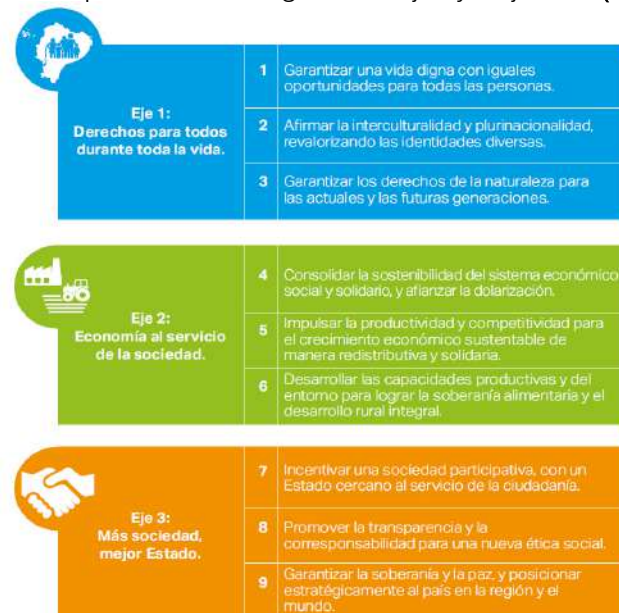 Eje 1:
Derechos para todos
durante toda la vida.
1 Garantizar una vida digna con iguales
oportunidades para todas las personas.
2 Afirmar la interculturalidad y plurinacionalidad,
revalorizando las identidades diversas.
3 Garantizar los derechos de la naturaleza para
las actuales y las futuras generaciones.
Eje 2:
Economía al servicio
de la sociedad.
4 Consolidar la sostenibilidad del sistema económico
social y solidario, y afianzar la dolarización.
5 Impulsar la productividad y competitividad para
el crecimiento económico sustentable de
manera redistributiva y solidaria.
6 Desarrollar las capacidades productivas y del
entorno para lograr la soberanía alimentaria y el
desarrollo rural integral.
Eje 3:
Más sociedad,
mejor Estado.
7 Incentivar una sociedad participativa, con un
Estado cercano al servicio de la ciudadanía.
8 Promover la transparencia y la
corresponsabilidad para una nueva ética social.
9 Garantizar la soberanía y la paz, y posicionar
estratégicamente al país en la región y el
mundo.